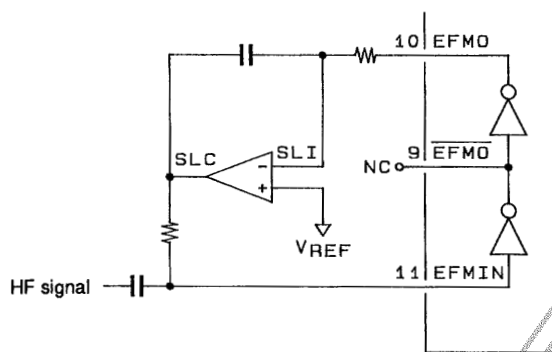 10 EFMO
SLC
SLI
9 EFMO
NC
-
+
VREF
11 EFMIN
HF signal